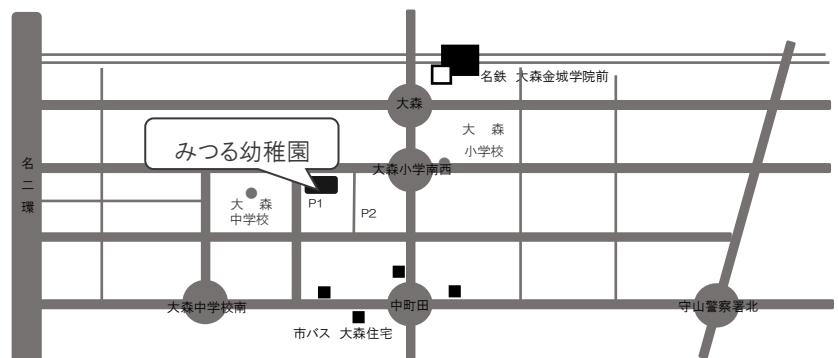 名鉄 大森金城学院前
大森
大 森
小学校
みつる幼稚園
大森小学南西
名二環
大 森
中学校
P1
P2
大森中学校南
中町田
守山警察署北
市バス 大森住宅